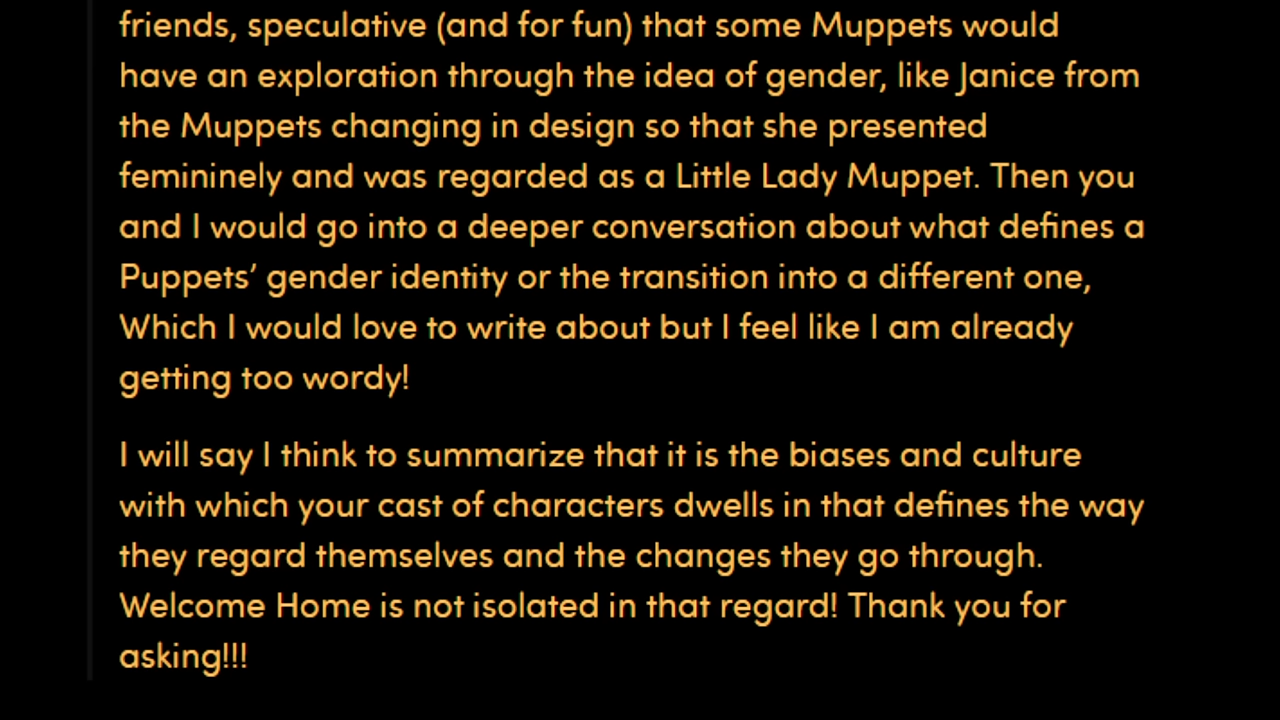 friends, speculative (and for fun) that some Muppets would
have an exploration through the idea of gender, like Janice from
the Muppets changing in design so that she presented
femininely and was regarded as a Little Lady Muppet. Then you
and I would go into a deeper conversation about what defines a
Puppets’ gender identity or the transition into a different one,
Which I would love to write about but I feel like I am already
getting too wordy!
I will say I think to summarize that it is the biases and culture
with which your cast of characters dwells in that defines the way
they regard themselves and the changes they go through.
Welcome Home is not isolated in that regard! Thank you for
asking!!!